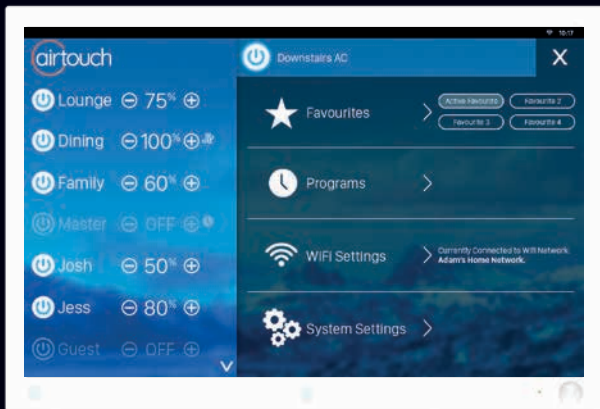 10:17
airtouch
Downstairs AC
X
Lounge 75%
Dining 100%
Family 60%
Master OFF
Josh 50%
Jess 80%
Guest OFF
Favourites
Active Favourite
Favourite 2
Favourite 3
Favourite 4
Programs
WiFi Settings
Currently Connected to Wifi Network.
Adam's Home Network.
System Settings